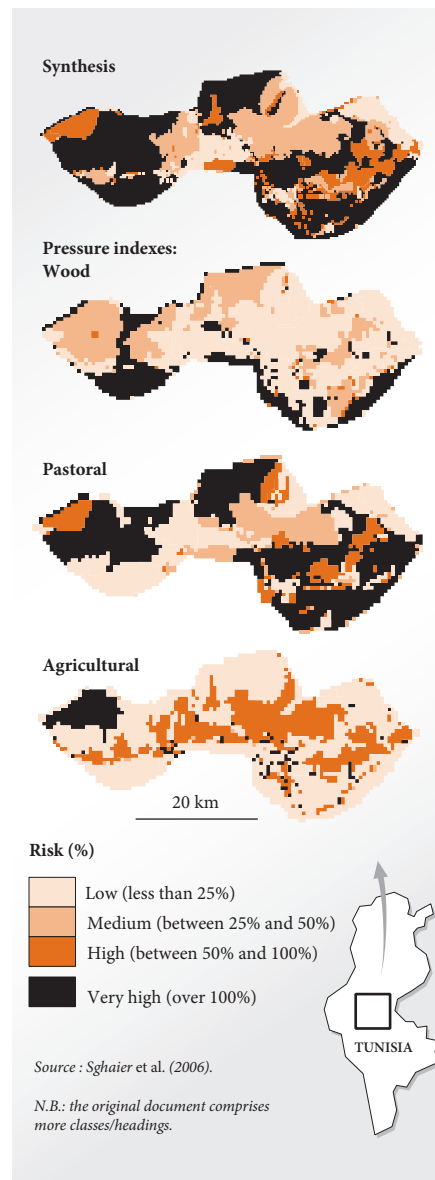 Synthesis
Pressure indexes:
Wood
Pastoral
Agricultural
20 km
Risk (%)
Low (less than 25%)
Medium (between 25% and 50%)
High (between 50% and 100%)
Very high (over 100%)
TUNISIA
Source : Sghaier et al. (2006).
N.B.: the original document comprises
more classes/headings.